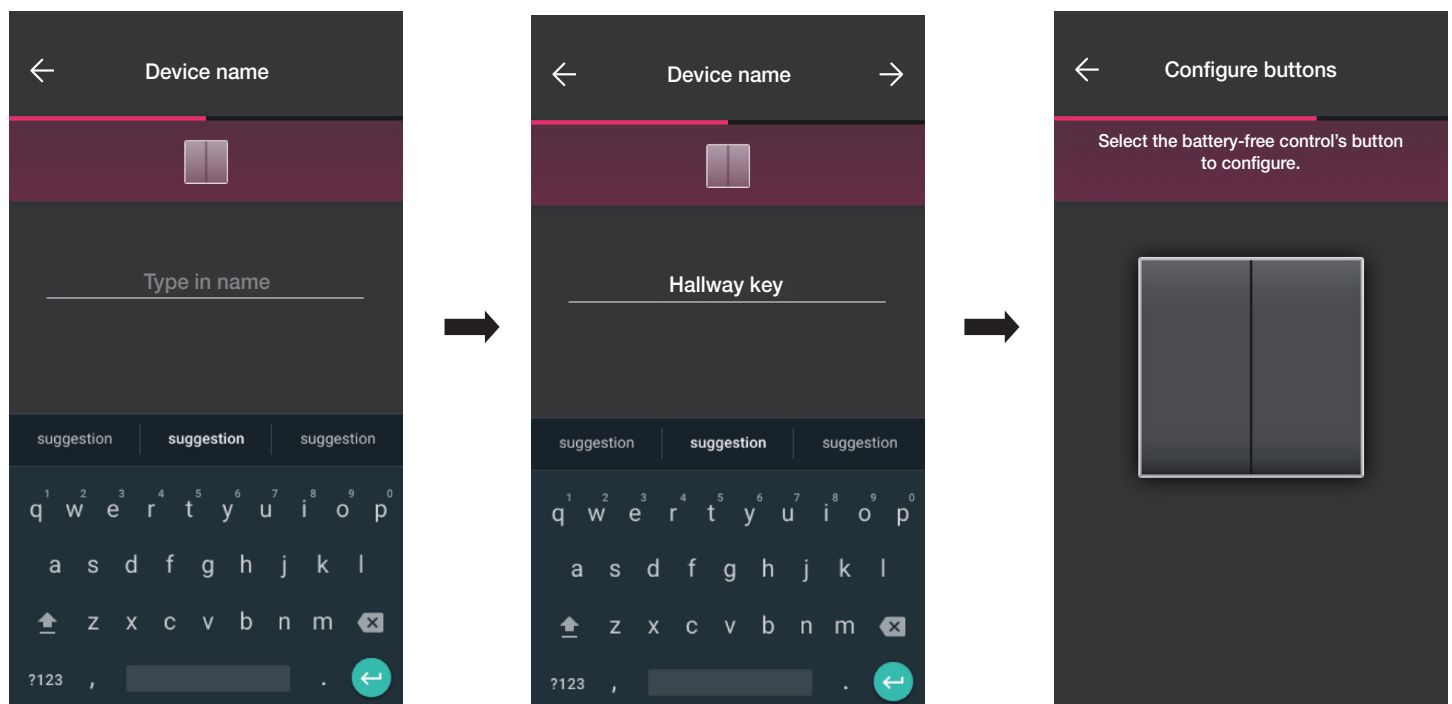 Device name
Type in name
suggestion suggestion suggestion
1 2 3 4 5 6 7 8 9 0
q w e r t y u i o p
a s d f g h j k l
z x c v b n m
?123 , .
Device name
Hallway key
suggestion suggestion suggestion
1 2 3 4 5 6 7 8 9 0
q w e r t y u i o p
a s d f g h j k l
z x c v b n m
?123 , .
Configure buttons
Select the battery-free control’s button
to configure.